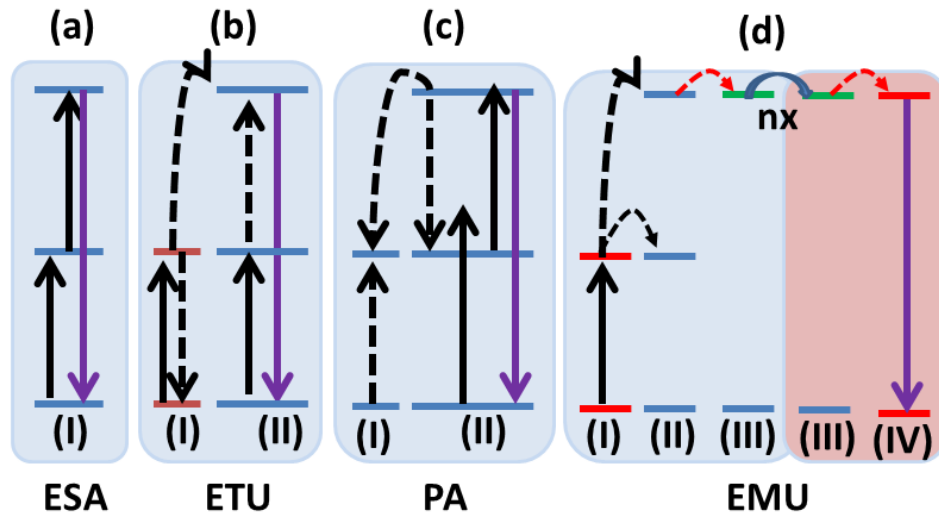 (a) (b) (c) (d)
nx
(I) (I) (II) (I) (II) (I) (II) (III) (III) (IV)
ESA ETU PA EMU